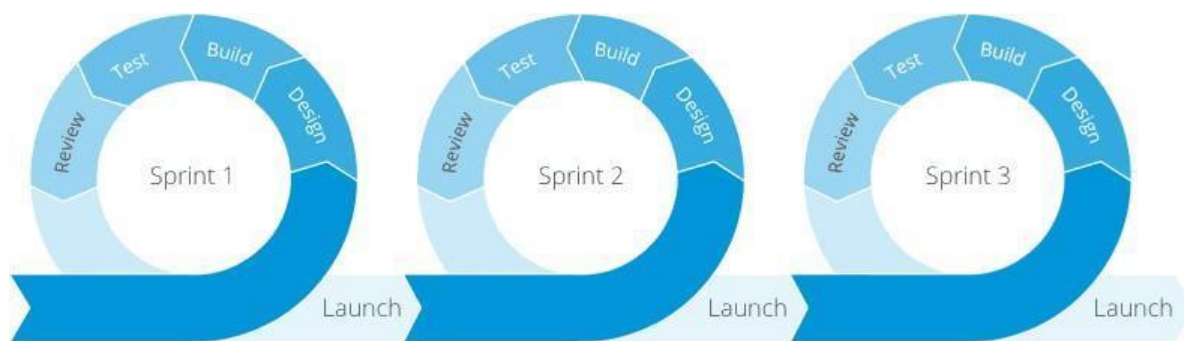 Test
Build
Design
Review
Sprint 1
Launch
Test
Build
Design
Review
Sprint 2
Launch
Test
Build
Design
Review
Sprint 3
Launch